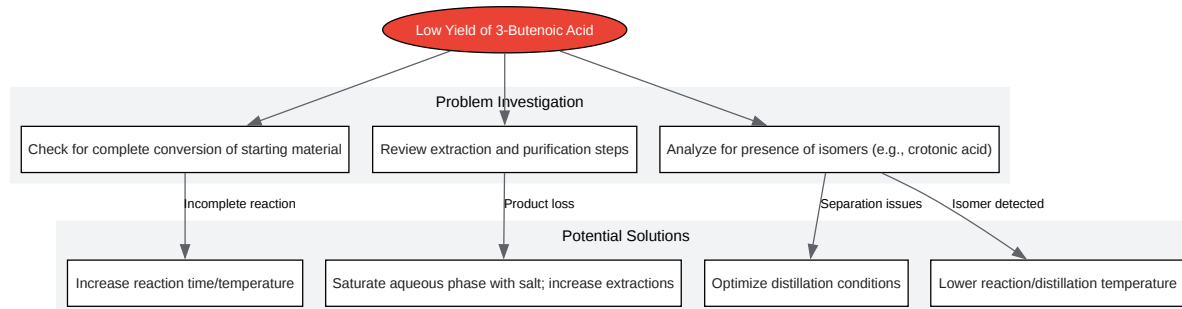 Low Yield of 3-Butenoic Acid
Problem Investigation
Check for complete conversion of starting material
Review extraction and purification steps
Analyze for presence of isomers (e.g., crotonic acid)
Incomplete reaction
Product loss
Separation issues
Isomer detected
Potential Solutions
Increase reaction time/temperature
Saturate aqueous phase with salt; increase extractions
Optimize distillation conditions
Lower reaction/distillation temperature